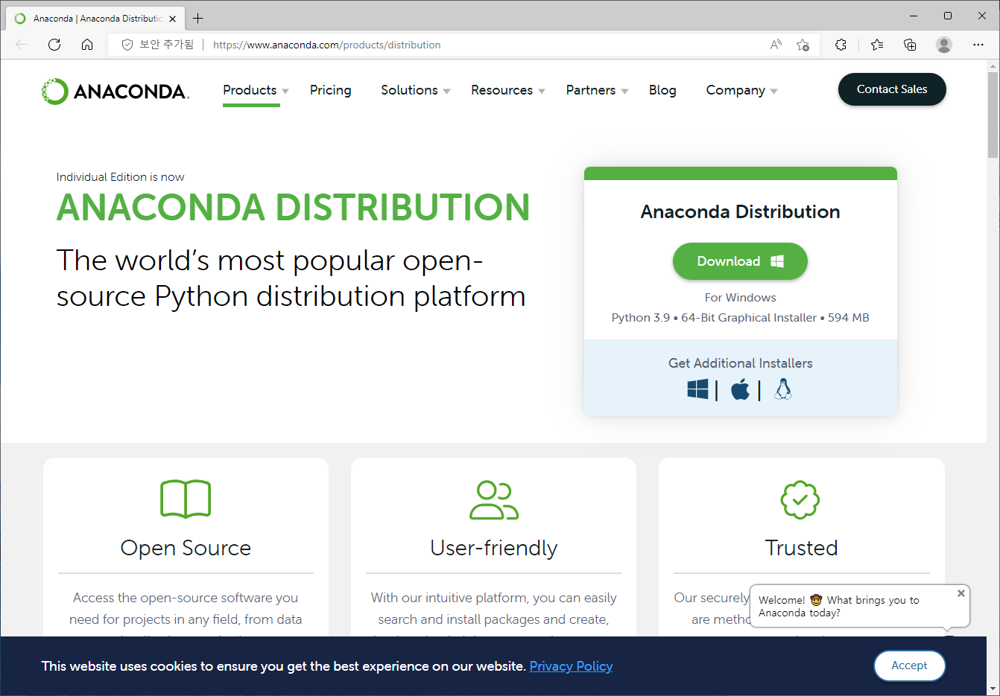 Anaconda | Anaconda Distributic
보안 추가됨
https://www.anaconda.com/products/distribution
ANACONDA.
Products
Pricing
Solutions
Resources
Partners
Blog
Company
Contact Sales
Individual Edition is now
ANACONDA DISTRIBUTION
The world's most popular open-
source Python distribution platform
Anaconda Distribution
Download
For Windows
Python 3.9 • 64-Bit Graphical Installer • 594 MB
Get Additional Installers
Open Source
Access the open-source software you
need for projects in any field, from data
User-friendly
With our intuitive platform, you can easily
search and install packages and create,
Trusted
Our securely
are metho
Welcome! 🤠 What brings you to
Anaconda today?
This website uses cookies to ensure you get the best experience on our website. Privacy Policy
Accept